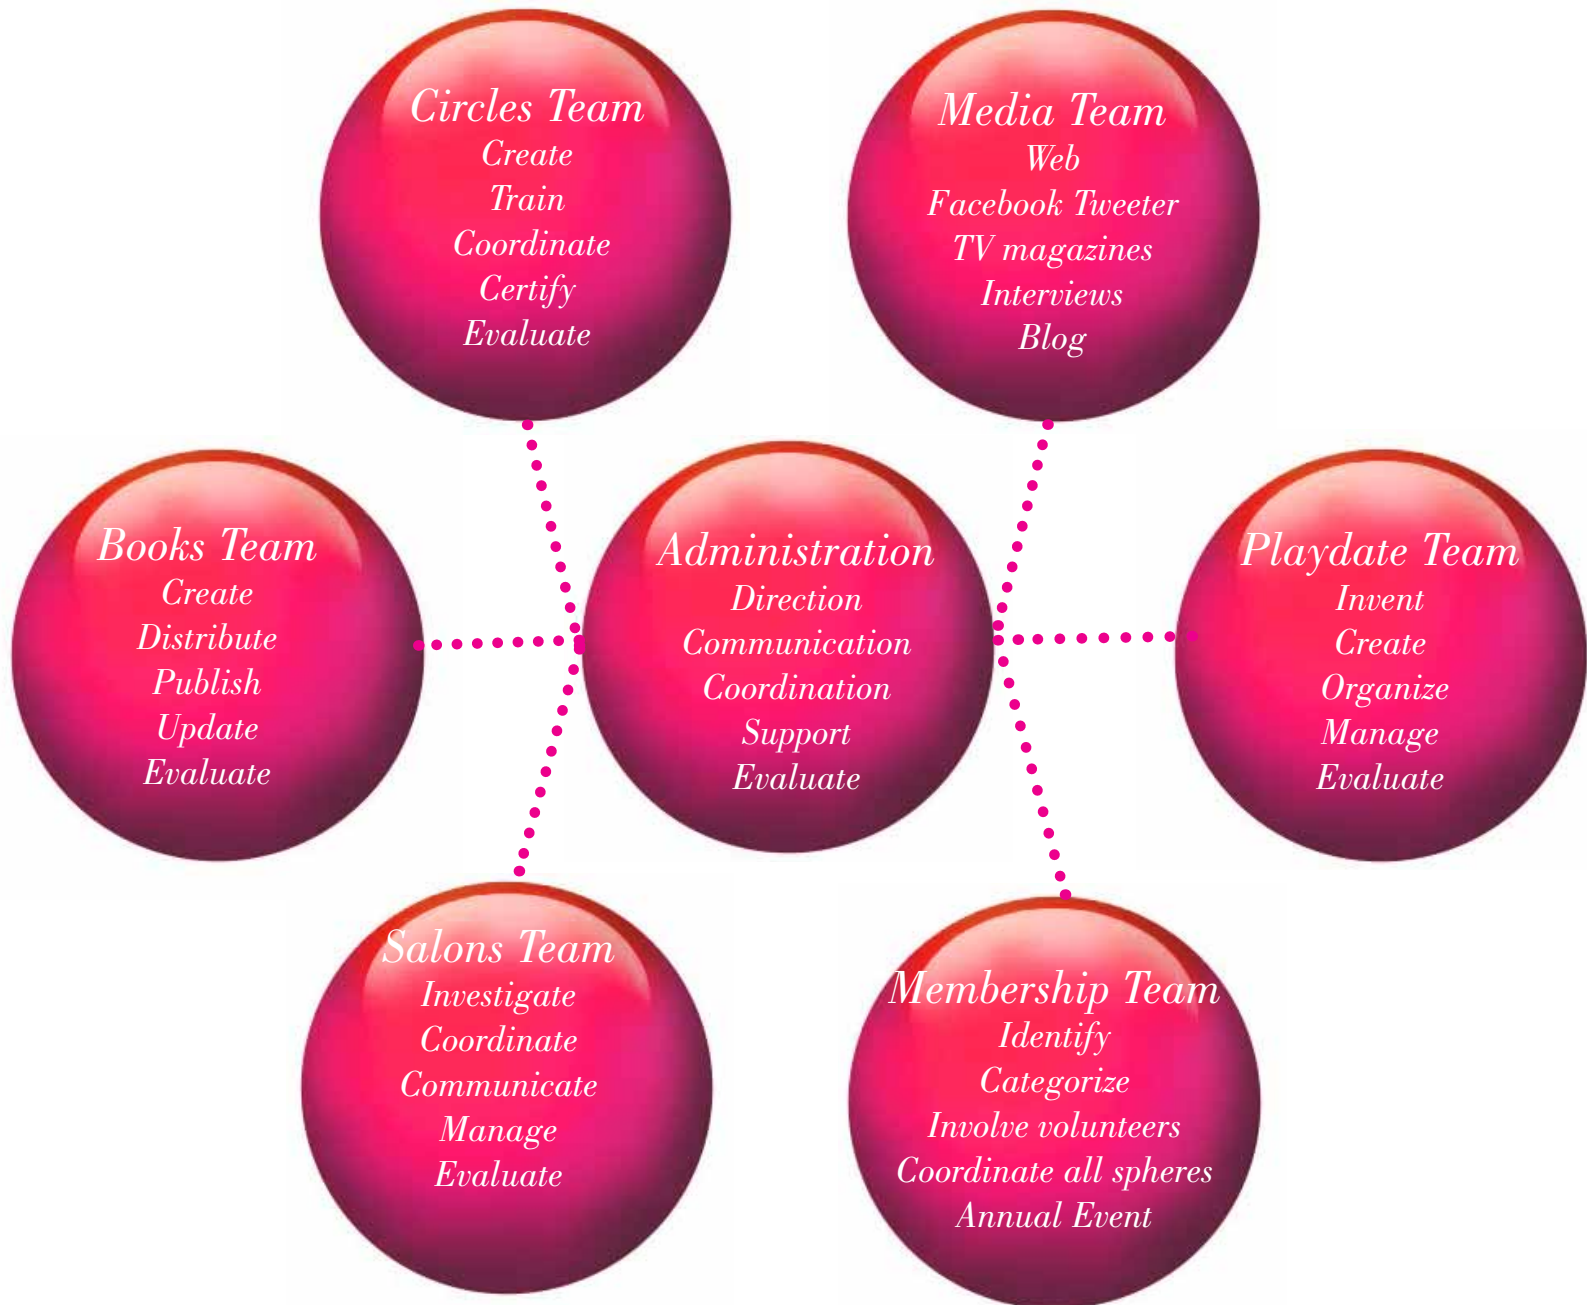 Circles Team
Create
Train
Coordinate
Certify
Evaluate
Media Team
Web
Facebook Tweeter
TV magazines
Interviews
Blog
Books Team
Create
Distribute
Publish
Update
Evaluate
Administration
Direction
Communication
Coordination
Support
Evaluate
Playdate Team
Invent
Create
Organize
Manage
Evaluate
Salons Team
Investigate
Coordinate
Communicate
Manage
Evaluate
Membership Team
Identify
Categorize
Involve volunteers
Coordinate all spheres
Annual Event